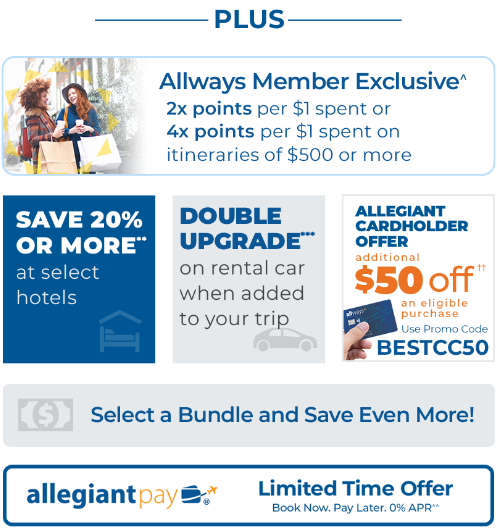 PLUS
Allways Member Exclusive^
2x points per $1 spent or
4x points per $1 spent on
itineraries of $500 or more
SAVE 20%
OR MORE**
at select
hotels
DOUBLE
UPGRADE***
on rental car
when added
to your trip
ALLEGIANT
CARDHOLDER
OFFER
additional
$50 off††
an eligible
purchase
Use Promo Code
BESTCC50
Select a Bundle and Save Even More!
allegiantpay®
Limited Time Offer
Book Now. Pay Later. 0% APR^^